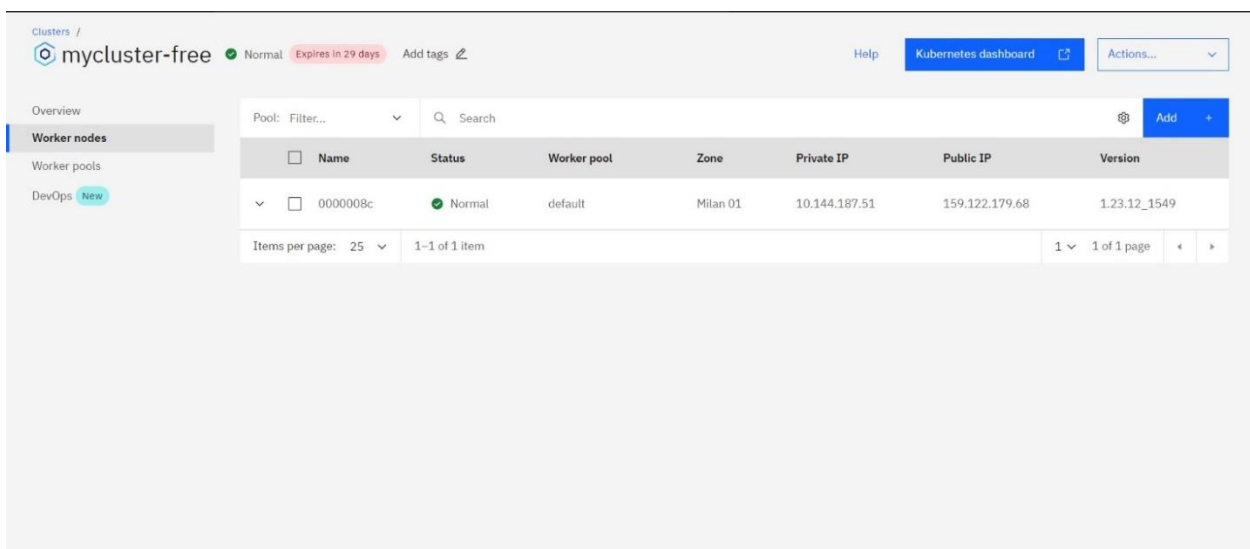 Clusters /
mycluster-free Normal Expires in 29 days Add tags Help Kubernetes dashboard Actions...
Overview
Worker nodes
Worker pools
DevOps New
Pool: Filter... Search Add +
Name Status Worker pool Zone Private IP Public IP Version
0000008c Normal default Milan 01 10.144.187.51 159.122.179.68 1.23.12_1549
Items per page: 25 1–1 of 1 item 1 1 of 1 page